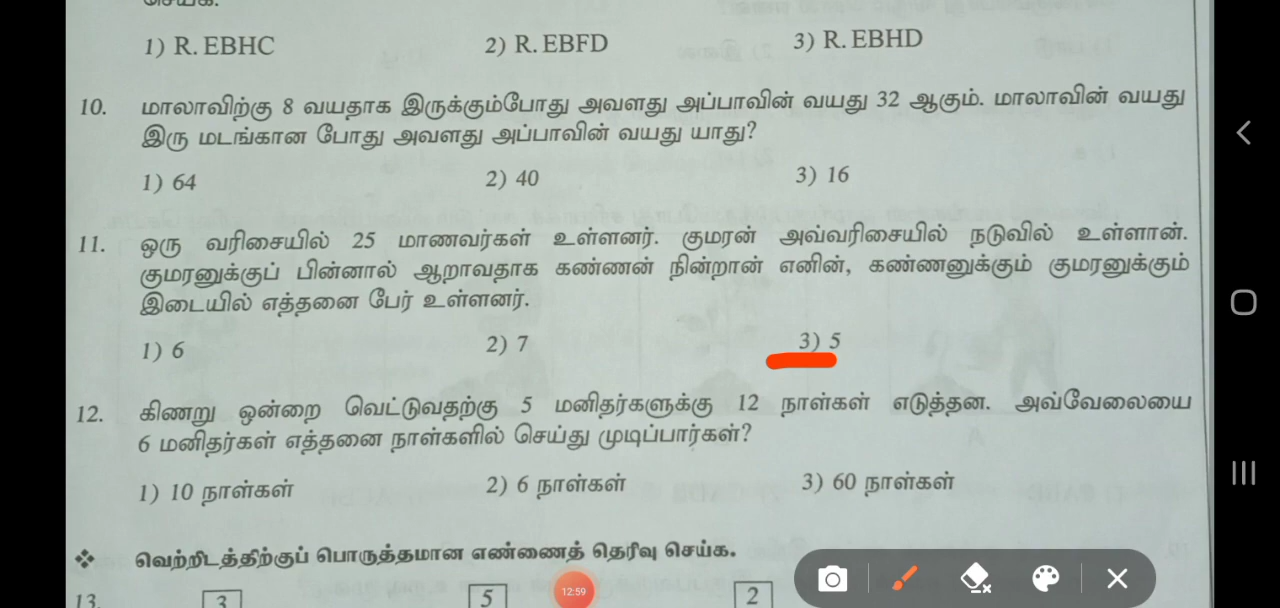 1) R. EBHC 2) R. EBFD 3) R. EBHD
10. மாலாவிற்கு 8 வயதாக இருக்கும்போது அவளது அப்பாவின் வயது 32 ஆகும். மாலாவின் வயது
இரு மடங்கான போது அவளது அப்பாவின் வயது யாது?
1) 64 2) 40 3) 16
11. ஒரு வரிசையில் 25 மாணவர்கள் உள்ளனர். குமரன் அவ்வரிசையில் நடுவில் உள்ளான்.
குமரனுக்குப் பின்னால் ஆறாவதாக கண்ணன் நின்றான் எனின், கண்ணனுக்கும் குமரனுக்கும்
இடையில் எத்தனை பேர் உள்ளனர்.
1) 6 2) 7 3) 5
12. கிணறு ஒன்றை வெட்டுவதற்கு 5 மனிதர்களுக்கு 12 நாள்கள் எடுத்தன. அவ்வேலையை
6 மனிதர்கள் எத்தனை நாள்களில் செய்து முடிப்பார்கள்?
1) 10 நாள்கள் 2) 6 நாள்கள் 3) 60 நாள்கள்
❖ வெற்றிடத்திற்குப் பொருத்தமான எண்ணைத் தெரிவு செய்க.
13. 3 5 2
12:59